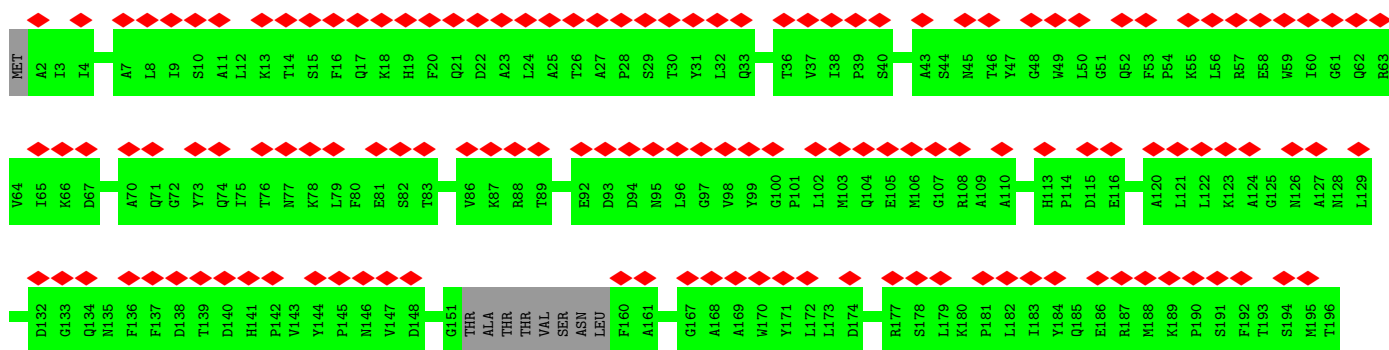 MET A2 I3 I4 A7 L8 I9 S10 A11 L12 K13 T14 S15 F16 Q17 K18 H19 F20 Q21 D22 A23 L24 A25 T26 A27 P28 S29 T30 Y31 L32 Q33 T36 V37 I38 P39 S40 A43 S44 N45 T46 Y47 G48 W49 L50 G51 Q52 F53 P54 K55 L56 R57 E58 W59 I60 G61 Q62 R63
V64 I65 K66 D67 A70 Q71 G72 Y73 Q74 I75 T76 N77 K78 L79 F80 E81 S82 T83 V86 K87 R88 T89 E92 D93 D94 N95 L96 G97 V98 Y99 G100 P101 L102 M103 Q104 E105 M106 G107 R108 A109 A110 H113 P114 D115 E116 A120 L121 L122 K123 A124 G125 N126 A127 N128 L129
D132 G133 Q134 N135 F136 F137 D138 T139 D140 H141 P142 V143 Y144 P145 N146 V147 D148 G151 THR ALA THR THR VAL SER ASN LEU F160 A161 G167 A168 A169 W170 Y171 L172 L173 D174 R177 S178 L179 K180 P181 L182 I183 Y184 Q185 E186 R187 M188 K189 P190 S191 F192 T193 S194 M195 T196